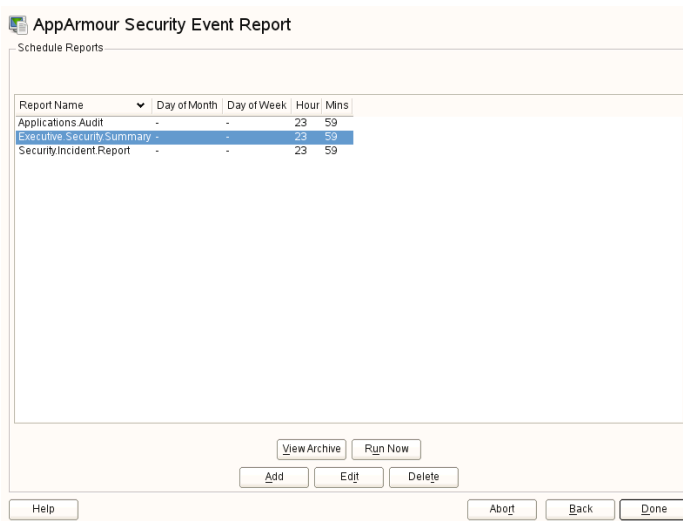 AppArmour Security Event Report
Schedule Reports
Report Name Day of Month Day of Week Hour Mins
Applications.Audit - - 23 59
Executive.Security.Summary - - 23 59
Security.Incident.Report - - 23 59
View Archive Run Now
Add Edit Delete
Help Abort Back Done